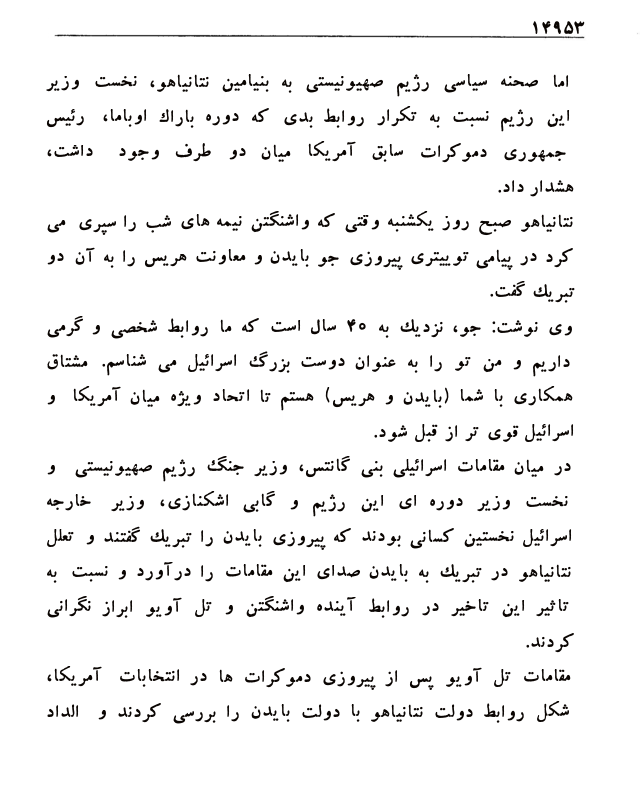 ۱۴۹۵۳
اما صحنه سیاسی رژیم صهیونیستی به بنیامین نتانیاهو، نخست وزیر
این رژیم نسبت به تکرار روابط بدی که دوره باراك اوباما، رئیس
جمهوری دموکرات سابق آمریکا میان دو طرف وجود داشت،
هشدار داد.
نتانیاهو صبح روز یکشنبه وقتی که واشنگتن نیمه های شب را سپری می
کرد در پیامی توییتری پیروزی جو بایدن و معاونت هریس را به آن دو
تبریك گفت.
وی نوشت: جو، نزدیك به ۴۰ سال است که ما روابط شخصی و گرمی
داریم و من تو را به عنوان دوست بزرگ اسرائیل می شناسم. مشتاق
همکاری با شما (بایدن و هریس) هستم تا اتحاد ویژه میان آمریکا و
اسرائیل قوی تر از قبل شود.
در میان مقامات اسرائیلی بنی گانتس، وزیر جنگ رژیم صهیونیستی و
نخست وزیر دوره ای این رژیم و گابی اشکنازی، وزیر خارجه
اسرائیل نخستین کسانی بودند که پیروزی بایدن را تبریك گفتند و تعلل
نتانیاهو در تبریك به بایدن صدای این مقامات را درآورد و نسبت به
تاثیر این تاخیر در روابط آینده واشنگتن و تل آویو ابراز نگرانی
کردند.
مقامات تل آویو پس از پیروزی دموکرات ها در انتخابات آمریکا،
شکل روابط دولت نتانیاهو با دولت بایدن را بررسی کردند و الداد